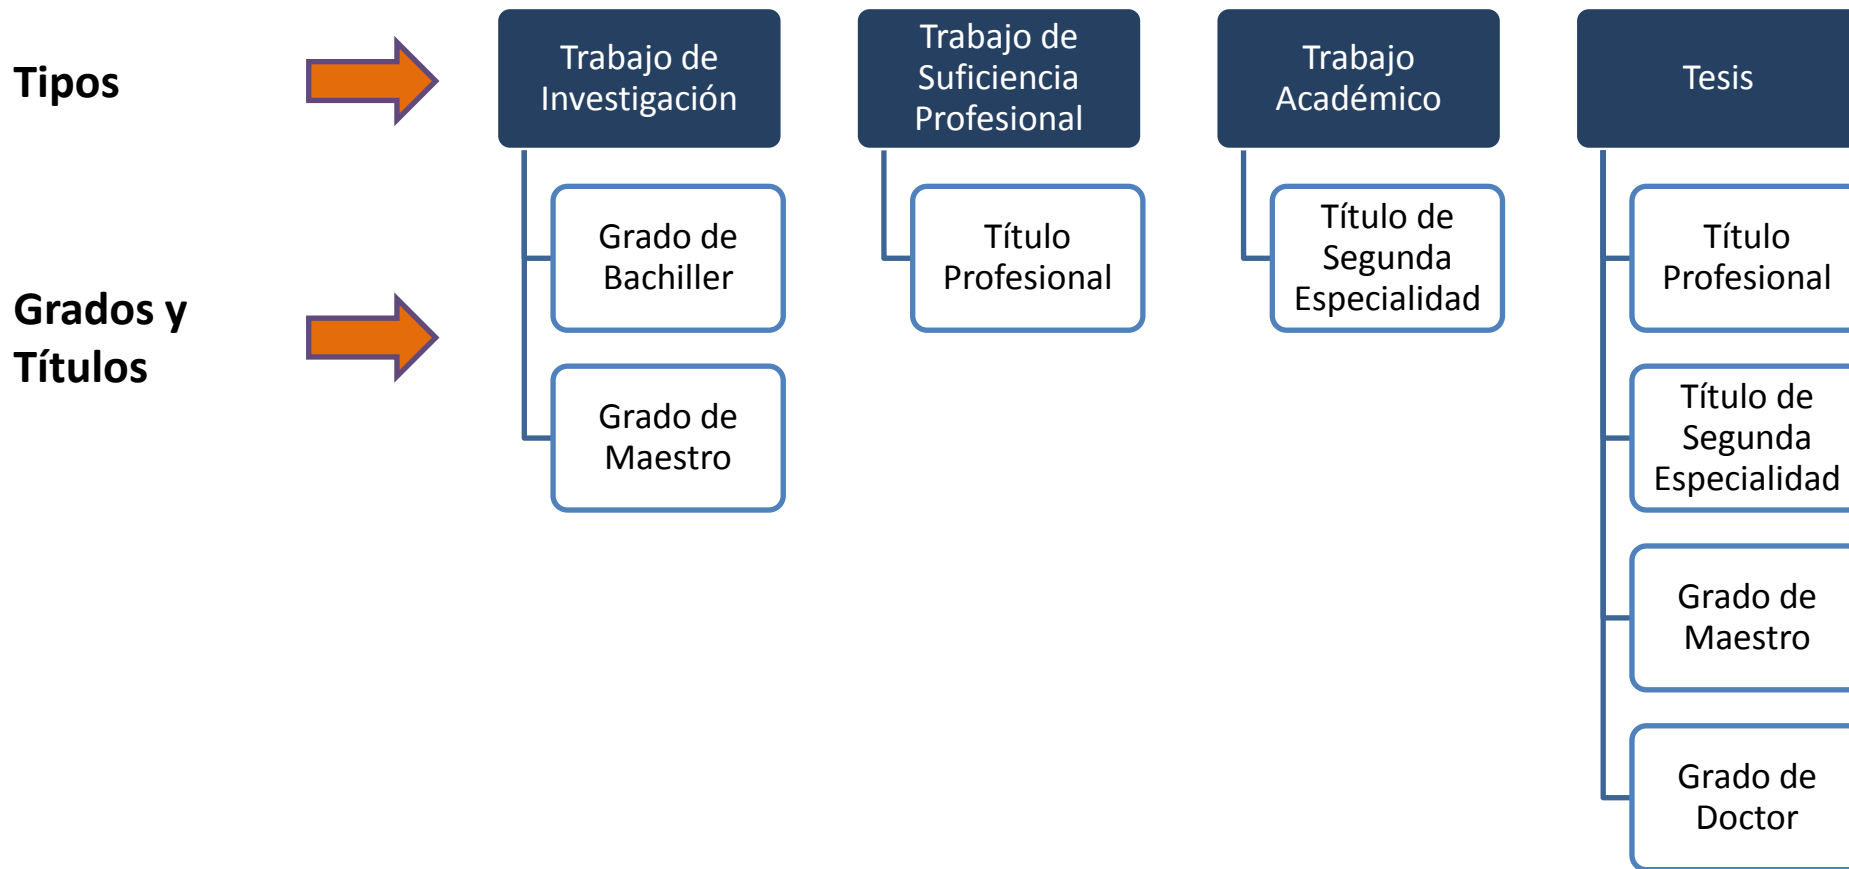 Tipos
Trabajo de
Investigación
Trabajo de
Suficiencia
Profesional
Trabajo
Académico
Tesis
Grados y
Títulos
Grado de
Bachiller
Grado de
Maestro
Título
Profesional
Título de
Segunda
Especialidad
Título
Profesional
Título de
Segunda
Especialidad
Grado de
Maestro
Grado de
Doctor